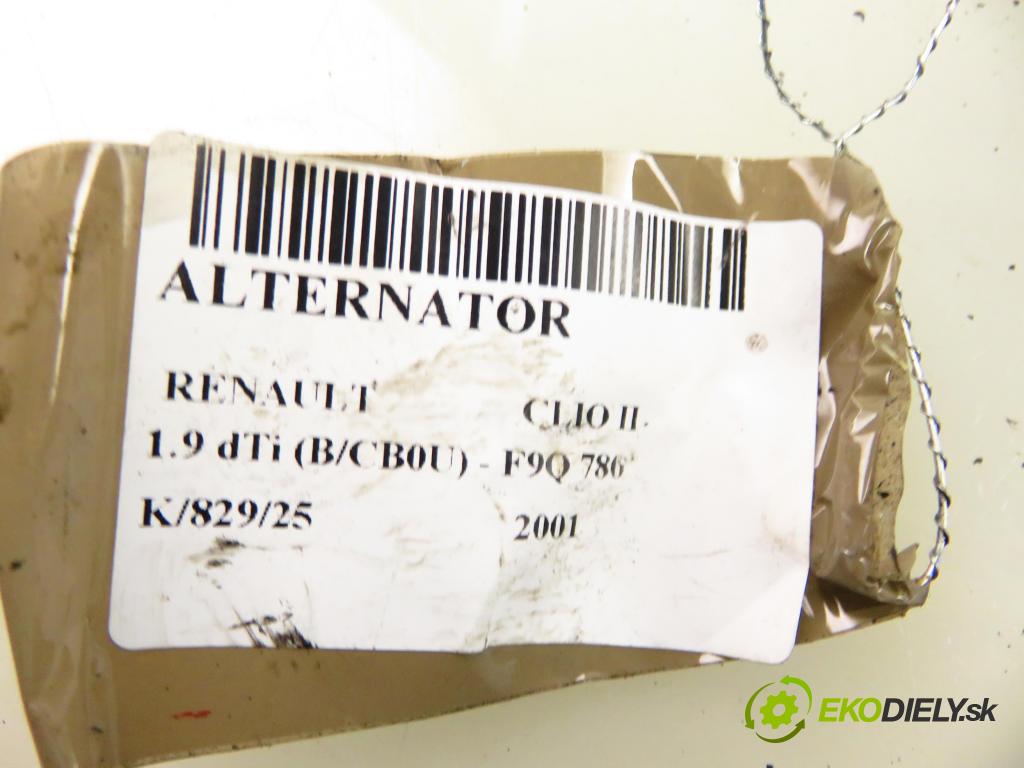 ALTERNATOR
RENAULT CLIO II
1.9 dTi (B/CB0U) - F9Q 786
K/829/25 2001
EKODIELY.sk